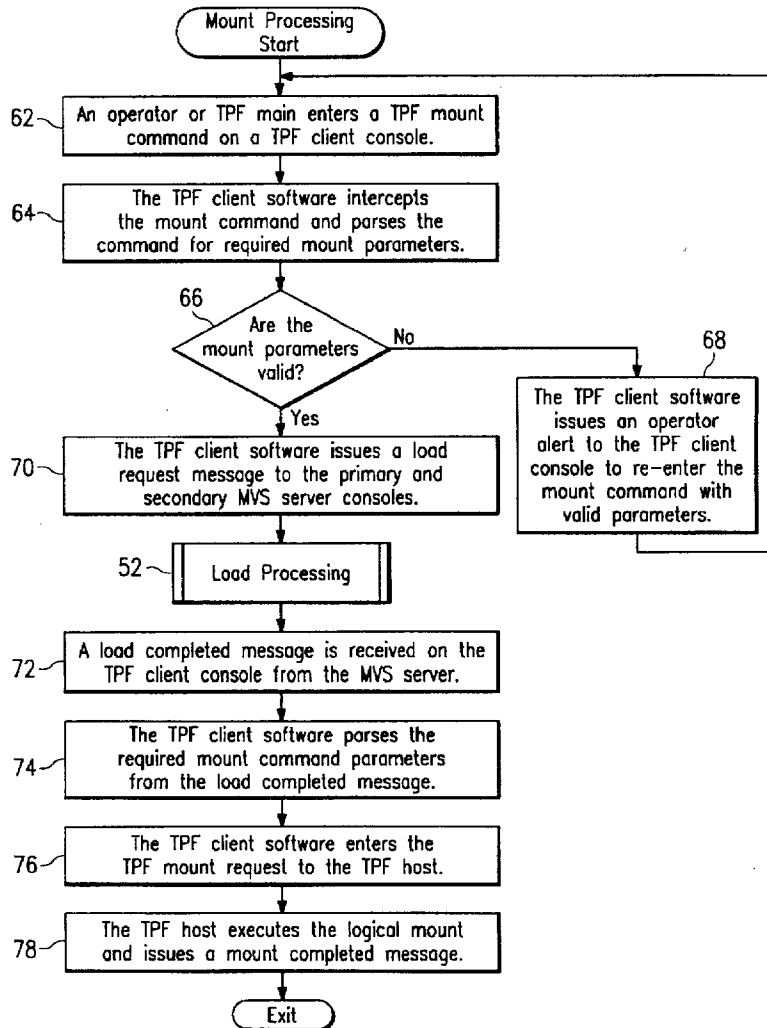 Mount Processing
Start
62
An operator or TPF main enters a TPF mount
command on a TPF client console.
64
The TPF client software intercepts
the mount command and parses the
command for required mount parameters.
66
Are the
mount parameters
valid?
No
Yes
68
The TPF client software
issues an operator
alert to the TPF client
console to re-enter the
mount command with
valid parameters.
70
The TPF client software issues a load
request message to the primary and
secondary MVS server consoles.
52
Load Processing
72
A load completed message is received on the
TPF client console from the MVS server.
74
The TPF client software parses the
required mount command parameters
from the load completed message.
76
The TPF client software enters the
TPF mount request to the TPF host.
78
The TPF host executes the logical mount
and issues a mount completed message.
Exit